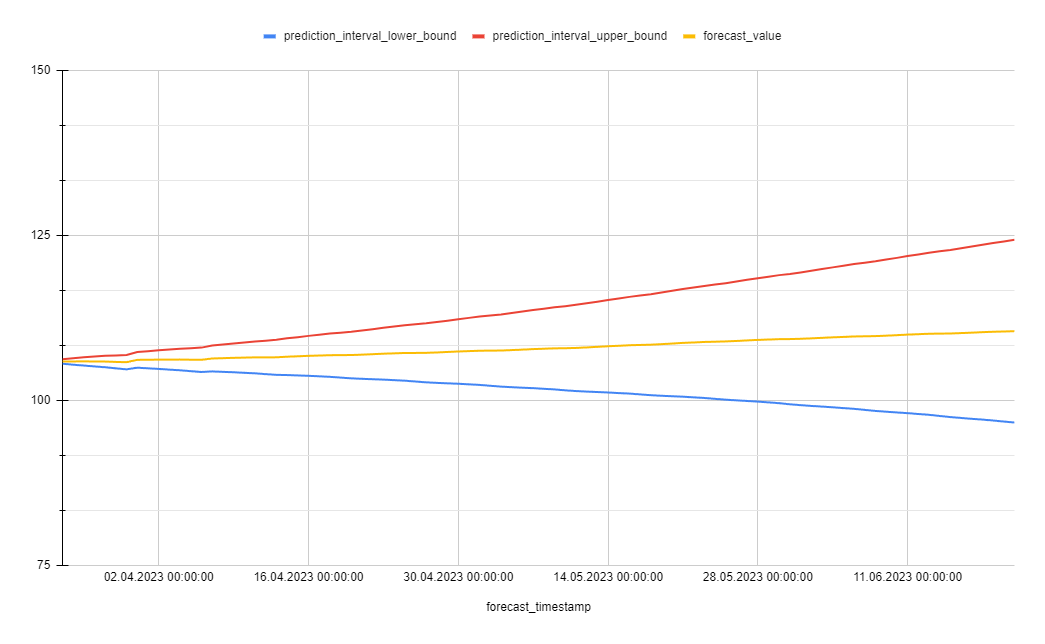 prediction_interval_lower_bound prediction_interval_upper_bound forecast_value
150
125
100
75
02.04.2023 00:00:00 16.04.2023 00:00:00 30.04.2023 00:00:00 14.05.2023 00:00:00 28.05.2023 00:00:00 11.06.2023 00:00:00
forecast_timestamp